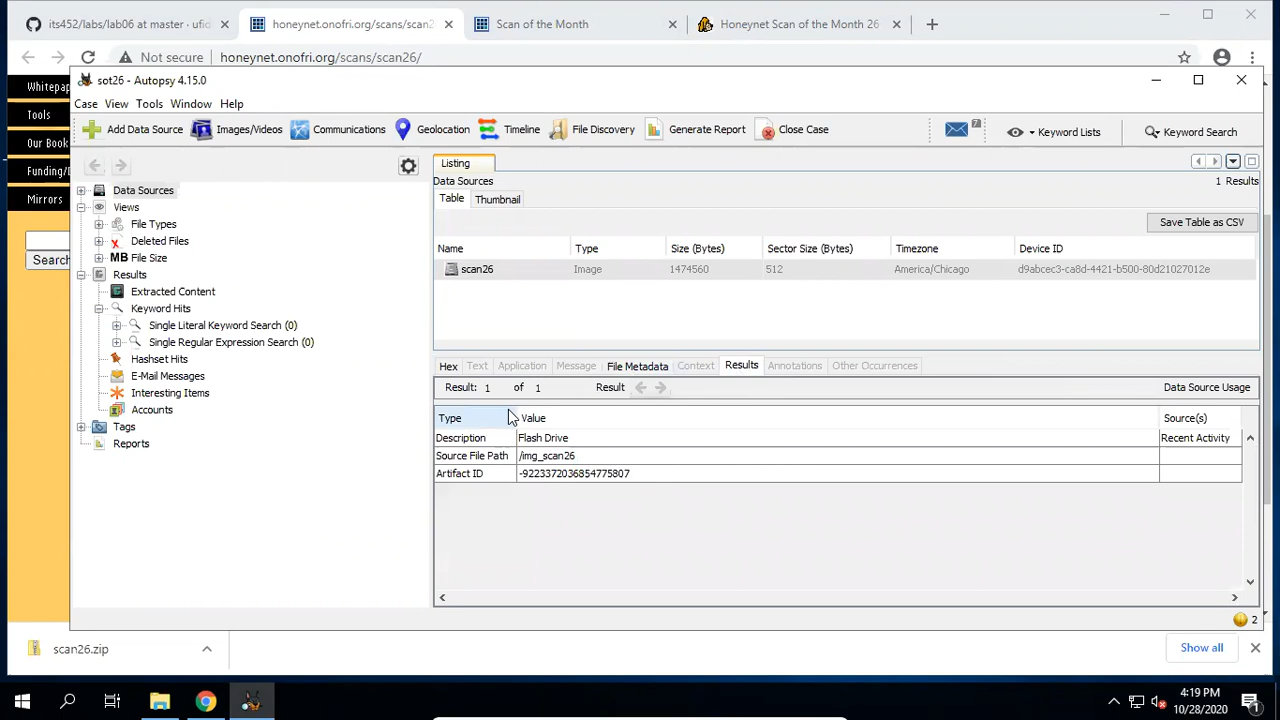 its452/labs/lab06 at master · ufid
honeynet.onofri.org/scans/scan2
Scan of the Month
Honeynet Scan of the Month 26
Not secure
honeynet.onofri.org/scans/scan26/
Whitepap
Tools
Our Book
Funding/D
Mirrors
Search
sot26 - Autopsy 4.15.0
Case View Tools Window Help
Add Data Source Images/Videos Communications Geolocation Timeline File Discovery Generate Report Close Case 7 Keyword Lists Keyword Search
Data Sources
Views
File Types
Deleted Files
MB File Size
Results
Extracted Content
Keyword Hits
Single Literal Keyword Search (0)
Single Regular Expression Search (0)
Hashset Hits
E-Mail Messages
Interesting Items
Accounts
Tags
Reports
Listing
Data Sources 1 Results
Table Thumbnail
Save Table as CSV
Name Type Size (Bytes) Sector Size (Bytes) Timezone Device ID
scan26 Image 1474560 512 America/Chicago d9abcec3-ca8d-4421-b500-80d21027012e
Hex Text Application Message File Metadata Context Results Annotations Other Occurrences
Result: 1 of 1 Result Data Source Usage
Type Value Source(s)
Description Flash Drive Recent Activity
Source File Path /img_scan26
Artifact ID -9223372036854775807
2
scan26.zip
Show all
4:19 PM
10/28/2020
1